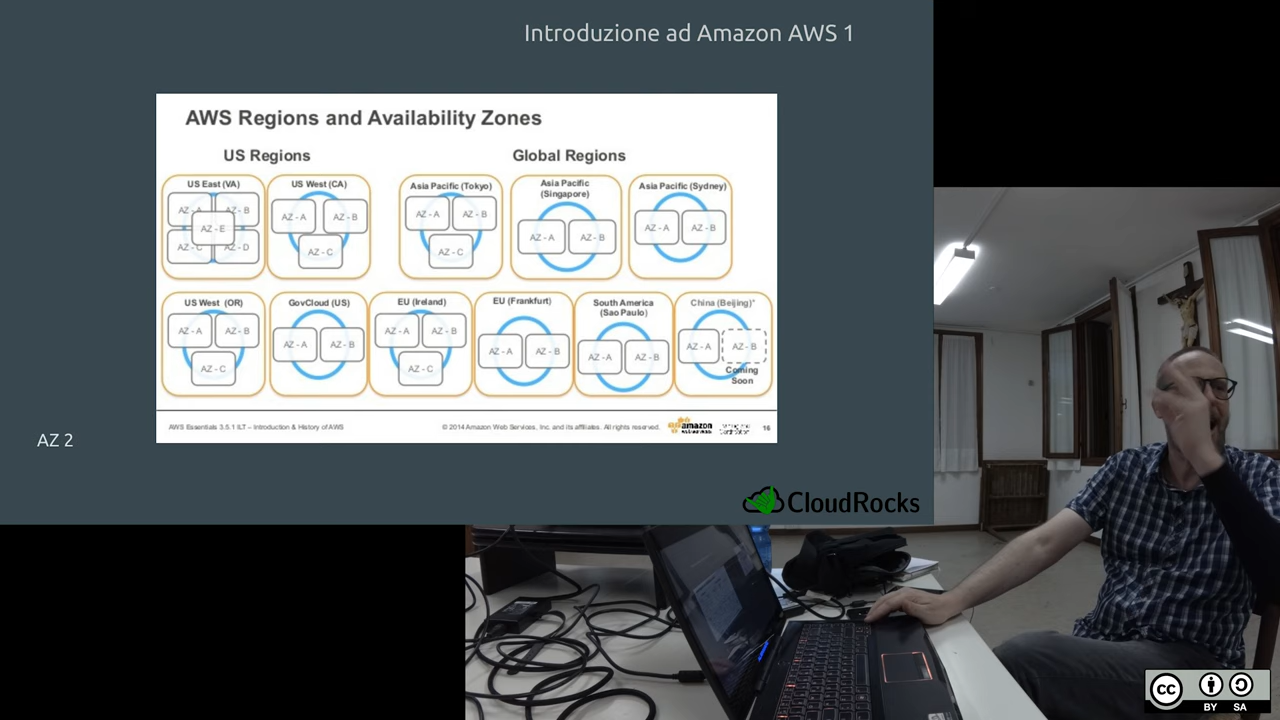 Introduzione ad Amazon AWS 1
AWS Regions and Availability Zones
US Regions
Global Regions
US East (VA)
AZ - A
AZ - B
AZ - E
AZ - C
AZ - D
US West (CA)
AZ - A
AZ - B
AZ - C
Asia Pacific (Tokyo)
AZ - A
AZ - B
AZ - C
Asia Pacific
(Singapore)
AZ - A
AZ - B
Asia Pacific (Sydney)
AZ - A
AZ - B
US West (OR)
AZ - A
AZ - B
AZ - C
GovCloud (US)
AZ - A
AZ - B
EU (Ireland)
AZ - A
AZ - B
AZ - C
EU (Frankfurt)
AZ - A
AZ - B
South America
(Sao Paulo)
AZ - A
AZ - B
China (Beijing)*
AZ - A
AZ - B
Coming
Soon
AWS Essentials 3.5.1 ILT – Introduction & History of AWS
© 2014 Amazon Web Services, Inc. and its affiliates. All rights reserved.
amazon
16
AZ 2
CloudRocks
CC
BY SA